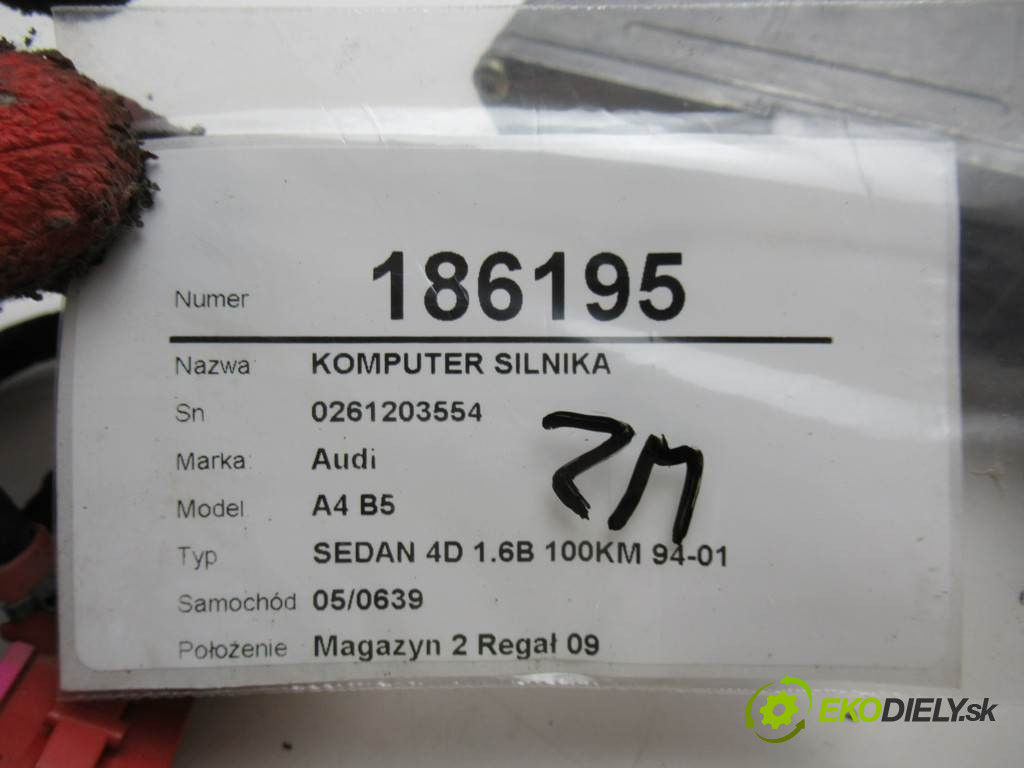 Numer 186195
Nazwa: KOMPUTER SILNIKA
Sn 0261203554
Marka: Audi
Model A4 B5
Typ SEDAN 4D 1.6B 100KM 94-01
Samochód 05/0639
Położenie Magazyn 2 Regał 09
ZM
EKODIELY.sk